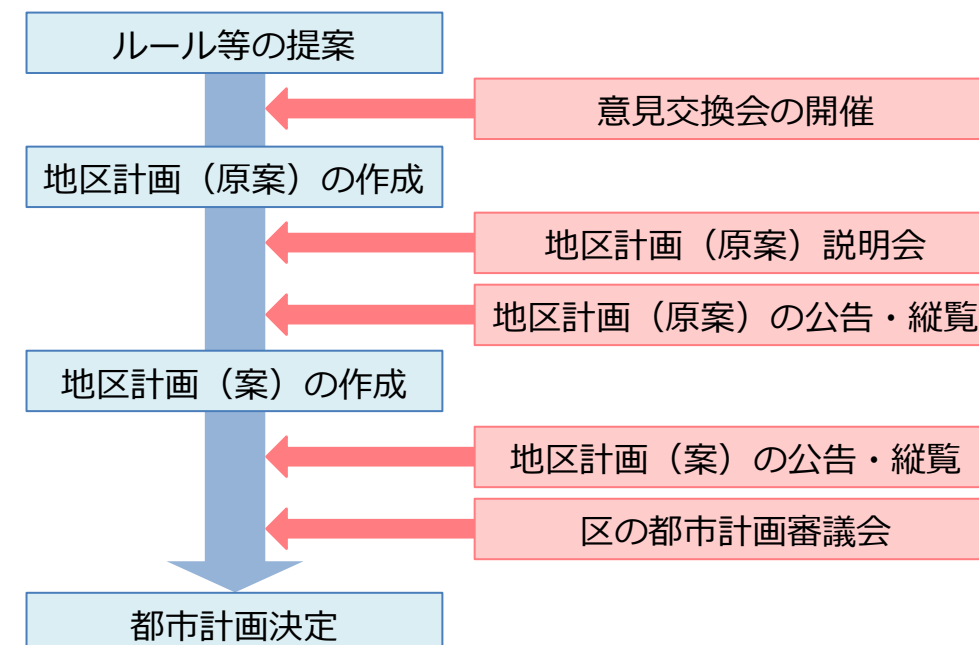 ルール等の提案
意見交換会の開催
地区計画（原案）の作成
地区計画（原案）説明会
地区計画（原案）の公告・縦覧
地区計画（案）の作成
地区計画（案）の公告・縦覧
区の都市計画審議会
都市計画決定